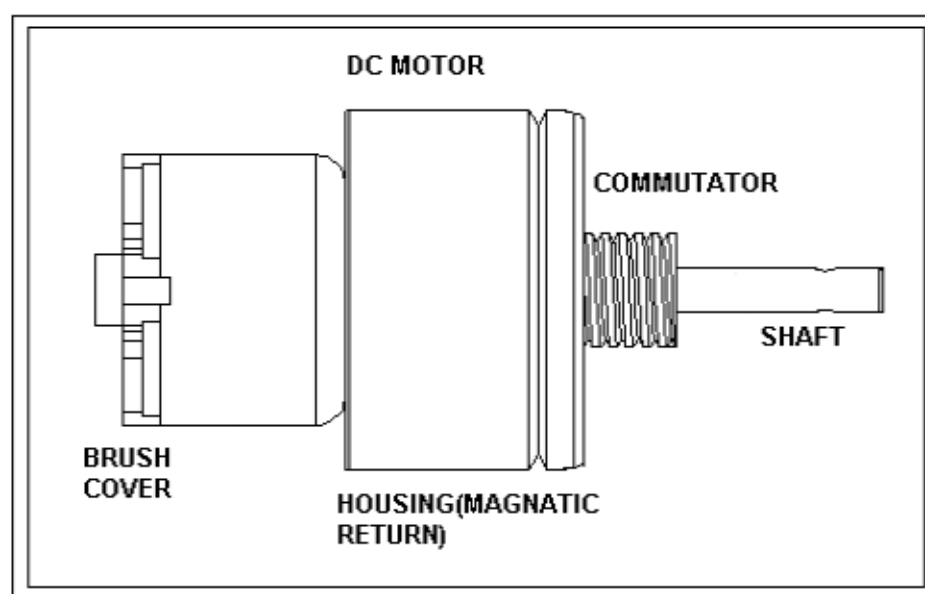 DC MOTOR
COMMUTATOR
SHAFT
BRUSH
COVER
HOUSING(MAGNATIC
RETURN)